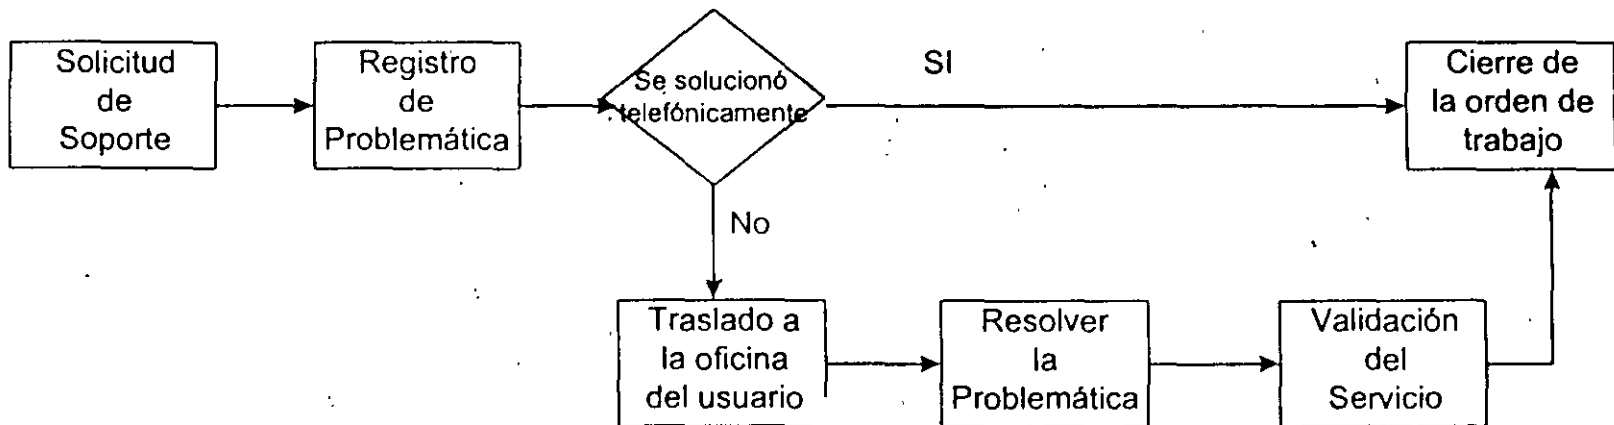 Solicitud
de
Soporte
Registro
de
Problemática
Se solucionó
telefónicamente
SI
Cierre de
la orden de
trabajo
No
Traslado a
la oficina
del usuario
Resolver
la
Problemática
Validación
del
Servicio